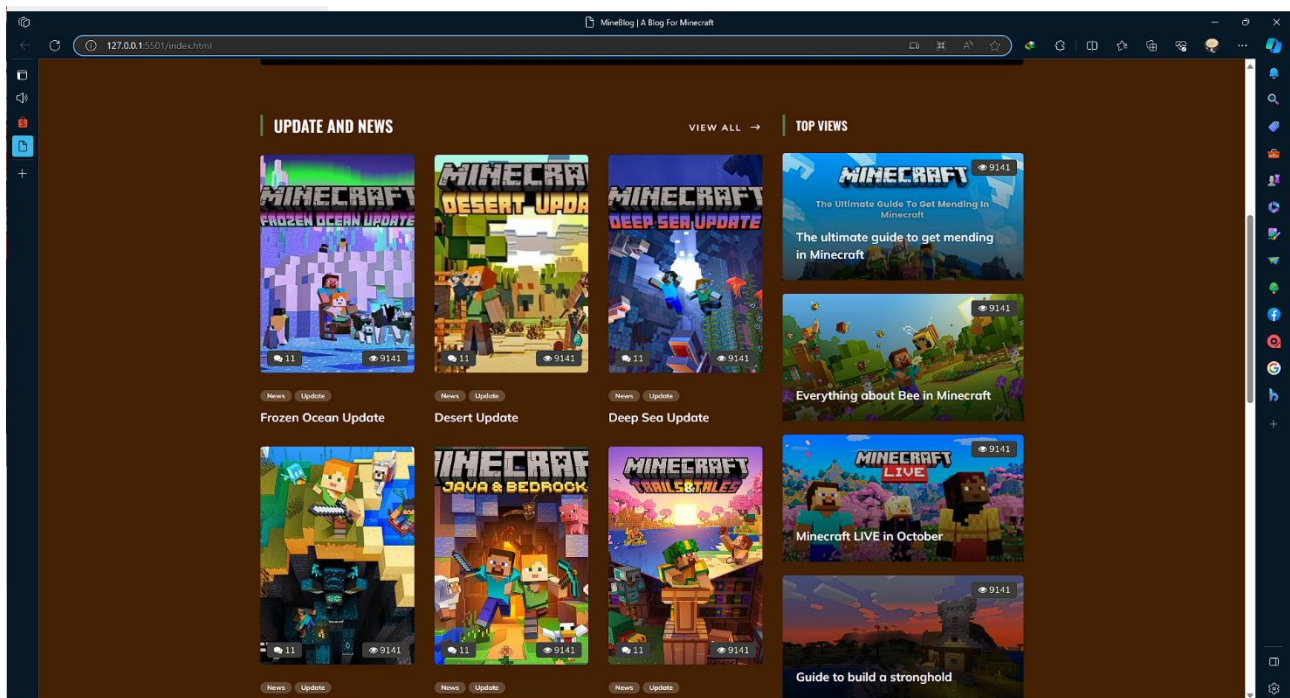 MineBlog | A Blog For Minecraft
127.0.0.1:5501/index.html
UPDATE AND NEWS
VIEW ALL →
MINECRAFT
FROZEN OCEAN UPDATE
11
9141
News
Update
Frozen Ocean Update
MINECRA
DESERT UPDA
11
9141
News
Update
Desert Update
MINECRAFT
DEEP SEA UPDATE
11
9141
News
Update
Deep Sea Update
11
9141
News
Update
MINECRAF
JAVA & BEDROCK
11
9141
News
Update
MINECRAFT
TRAILS&TALES
11
9141
News
Update
TOP VIEWS
9141
MINECRAFT
The Ultimate Guide To Get Mending In
Minecraft
The ultimate guide to get mending
in Minecraft
9141
Everything about Bee in Minecraft
9141
MINECRAFT
LIVE
Minecraft LIVE in October
9141
Guide to build a stronghold